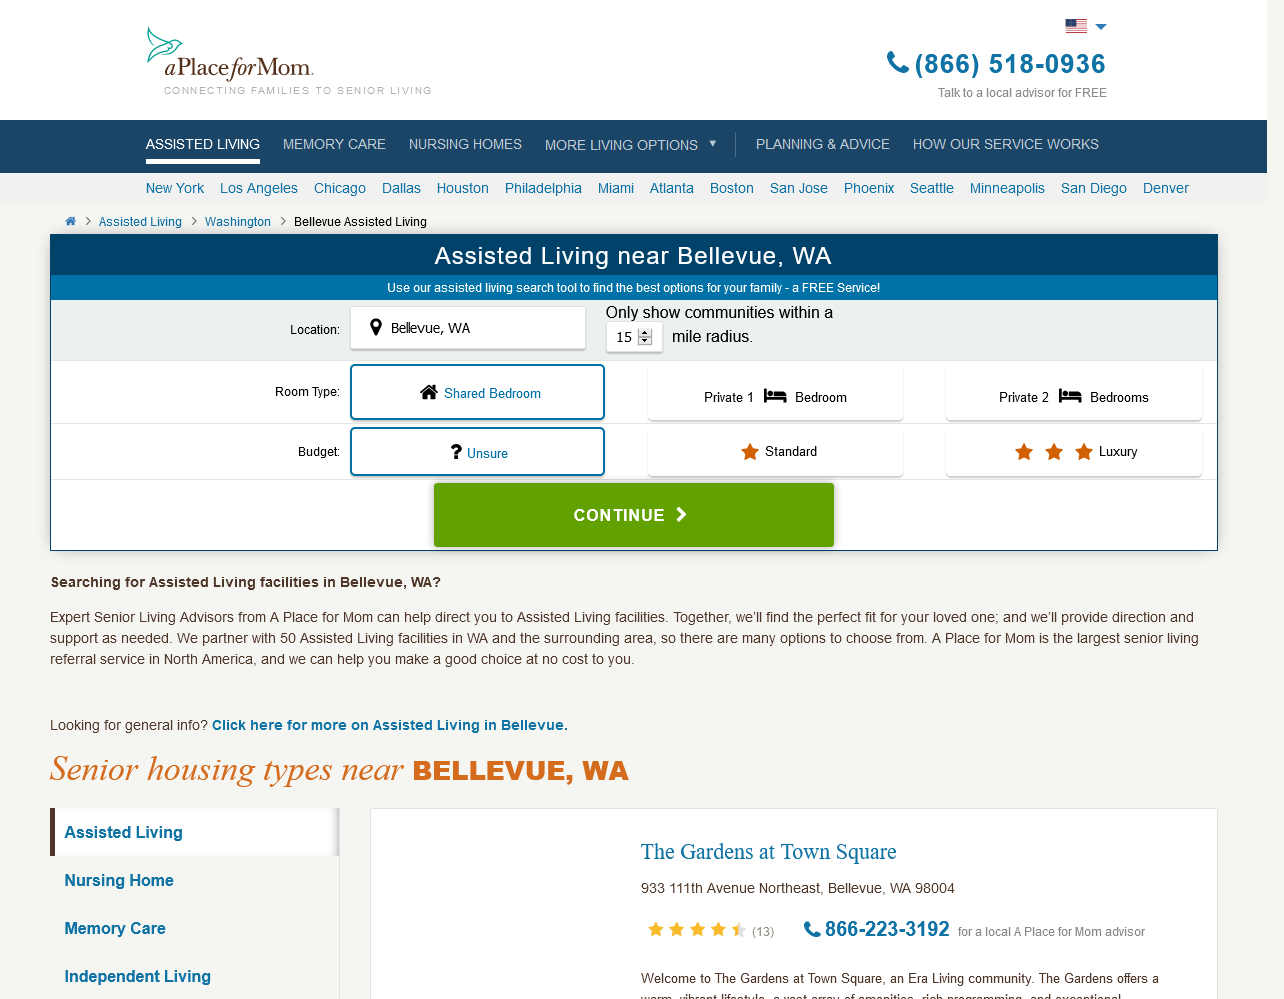 aPlaceforMom.
CONNECTING FAMILIES TO SENIOR LIVING
(866) 518-0936
Talk to a local advisor for FREE
ASSISTED LIVING MEMORY CARE NURSING HOMES MORE LIVING OPTIONS ▼ PLANNING & ADVICE HOW OUR SERVICE WORKS
New York Los Angeles Chicago Dallas Houston Philadelphia Miami Atlanta Boston San Jose Phoenix Seattle Minneapolis San Diego Denver
Assisted Living Washington Bellevue Assisted Living
Assisted Living near Bellevue, WA
Use our assisted living search tool to find the best options for your family - a FREE Service!
Location: Bellevue, WA
Only show communities within a
15 mile radius.
Room Type: Shared Bedroom Private 1 Bedroom Private 2 Bedrooms
Budget: ? Unsure Standard Luxury
CONTINUE
Searching for Assisted Living facilities in Bellevue, WA?
Expert Senior Living Advisors from A Place for Mom can help direct you to Assisted Living facilities. Together, we'll find the perfect fit for your loved one; and we'll provide direction and
support as needed. We partner with 50 Assisted Living facilities in WA and the surrounding area, so there are many options to choose from. A Place for Mom is the largest senior living
referral service in North America, and we can help you make a good choice at no cost to you.
Looking for general info? Click here for more on Assisted Living in Bellevue.
Senior housing types near BELLEVUE, WA
Assisted Living
Nursing Home
Memory Care
Independent Living
The Gardens at Town Square
933 111th Avenue Northeast, Bellevue, WA 98004
(13) 866-223-3192 for a local A Place for Mom advisor
Welcome to The Gardens at Town Square, an Era Living community. The Gardens offers a
warm, vibrant lifestyle, a vast array of amenities, rich programming, and exceptional